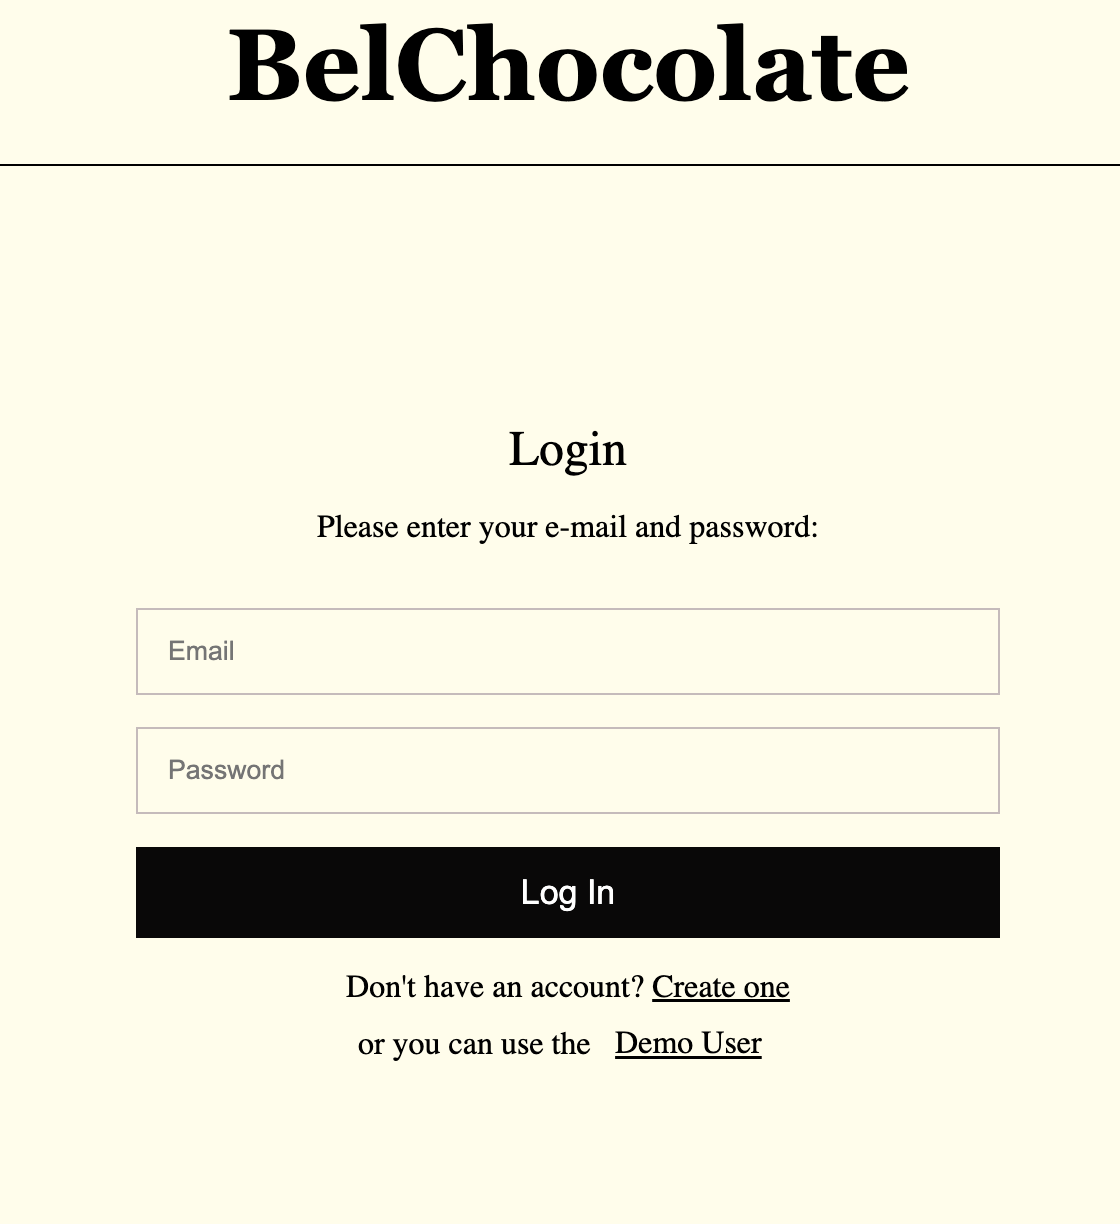 BelChocolate
Login
Please enter your e-mail and password:
Email
Password
Log In
Don't have an account? Create one
or you can use the Demo User